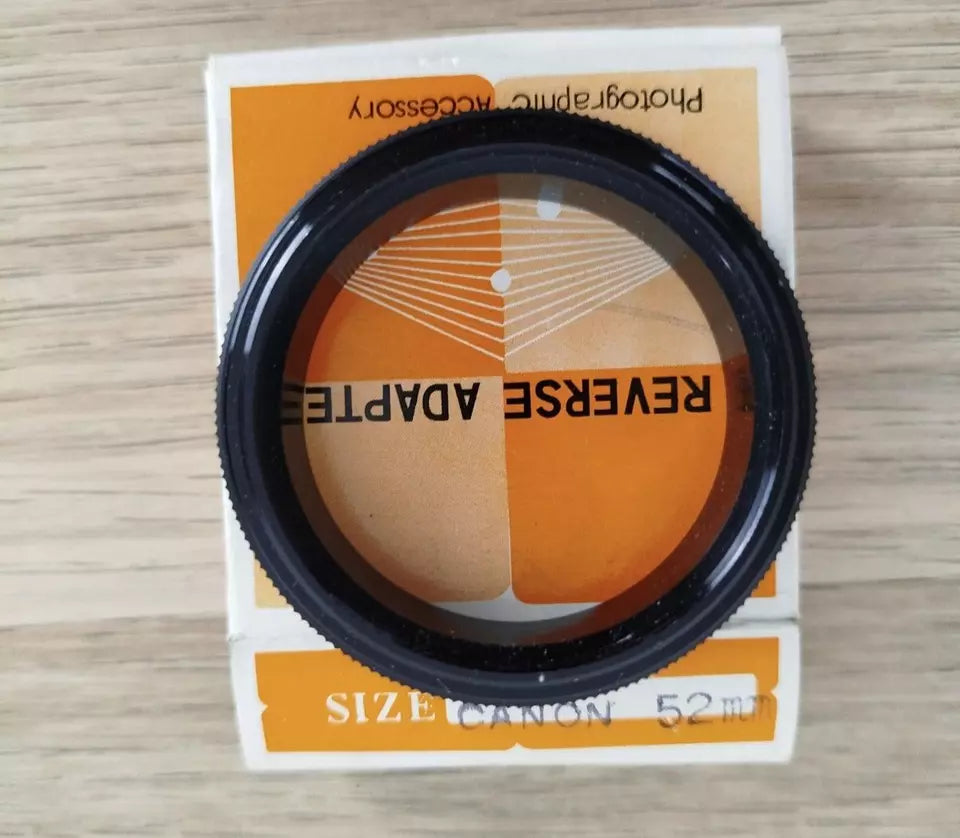 Photographic Accessory
REVERSE ADAPTE
SIZE CANON 52mm